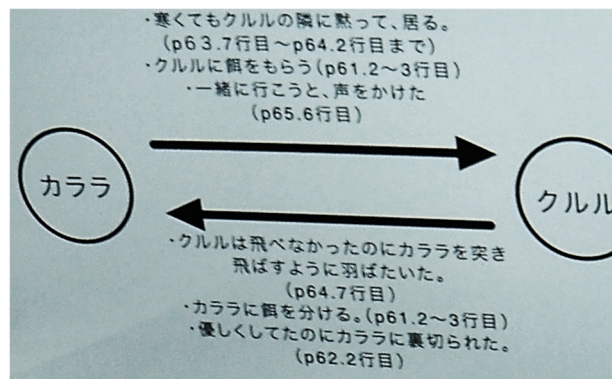 ・寒くてもクルルの隣に黙って、居る。
(p63.7行目～p64.2行目まで)
・クルルに餌をもらう(p61.2～3行目)
・一緒に行こうと、声をかけた
(p65.6行目)
カララ
クルル
・クルルは飛べなかったのにカララを突き
飛ばすように羽ばたいた。
(p64.7行目)
・カララに餌を分ける。(p61.2～3行目)
・優しくしてたのにカララに裏切られた。
(p62.2行目)